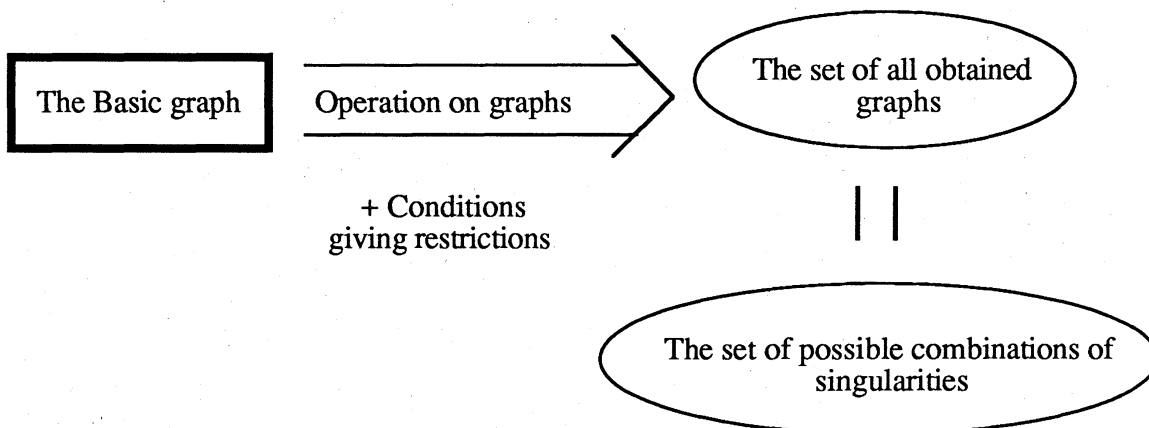 The Basic graph
Operation on graphs
+ Conditions
giving restrictions
The set of all obtained
graphs
The set of possible combinations of
singularities